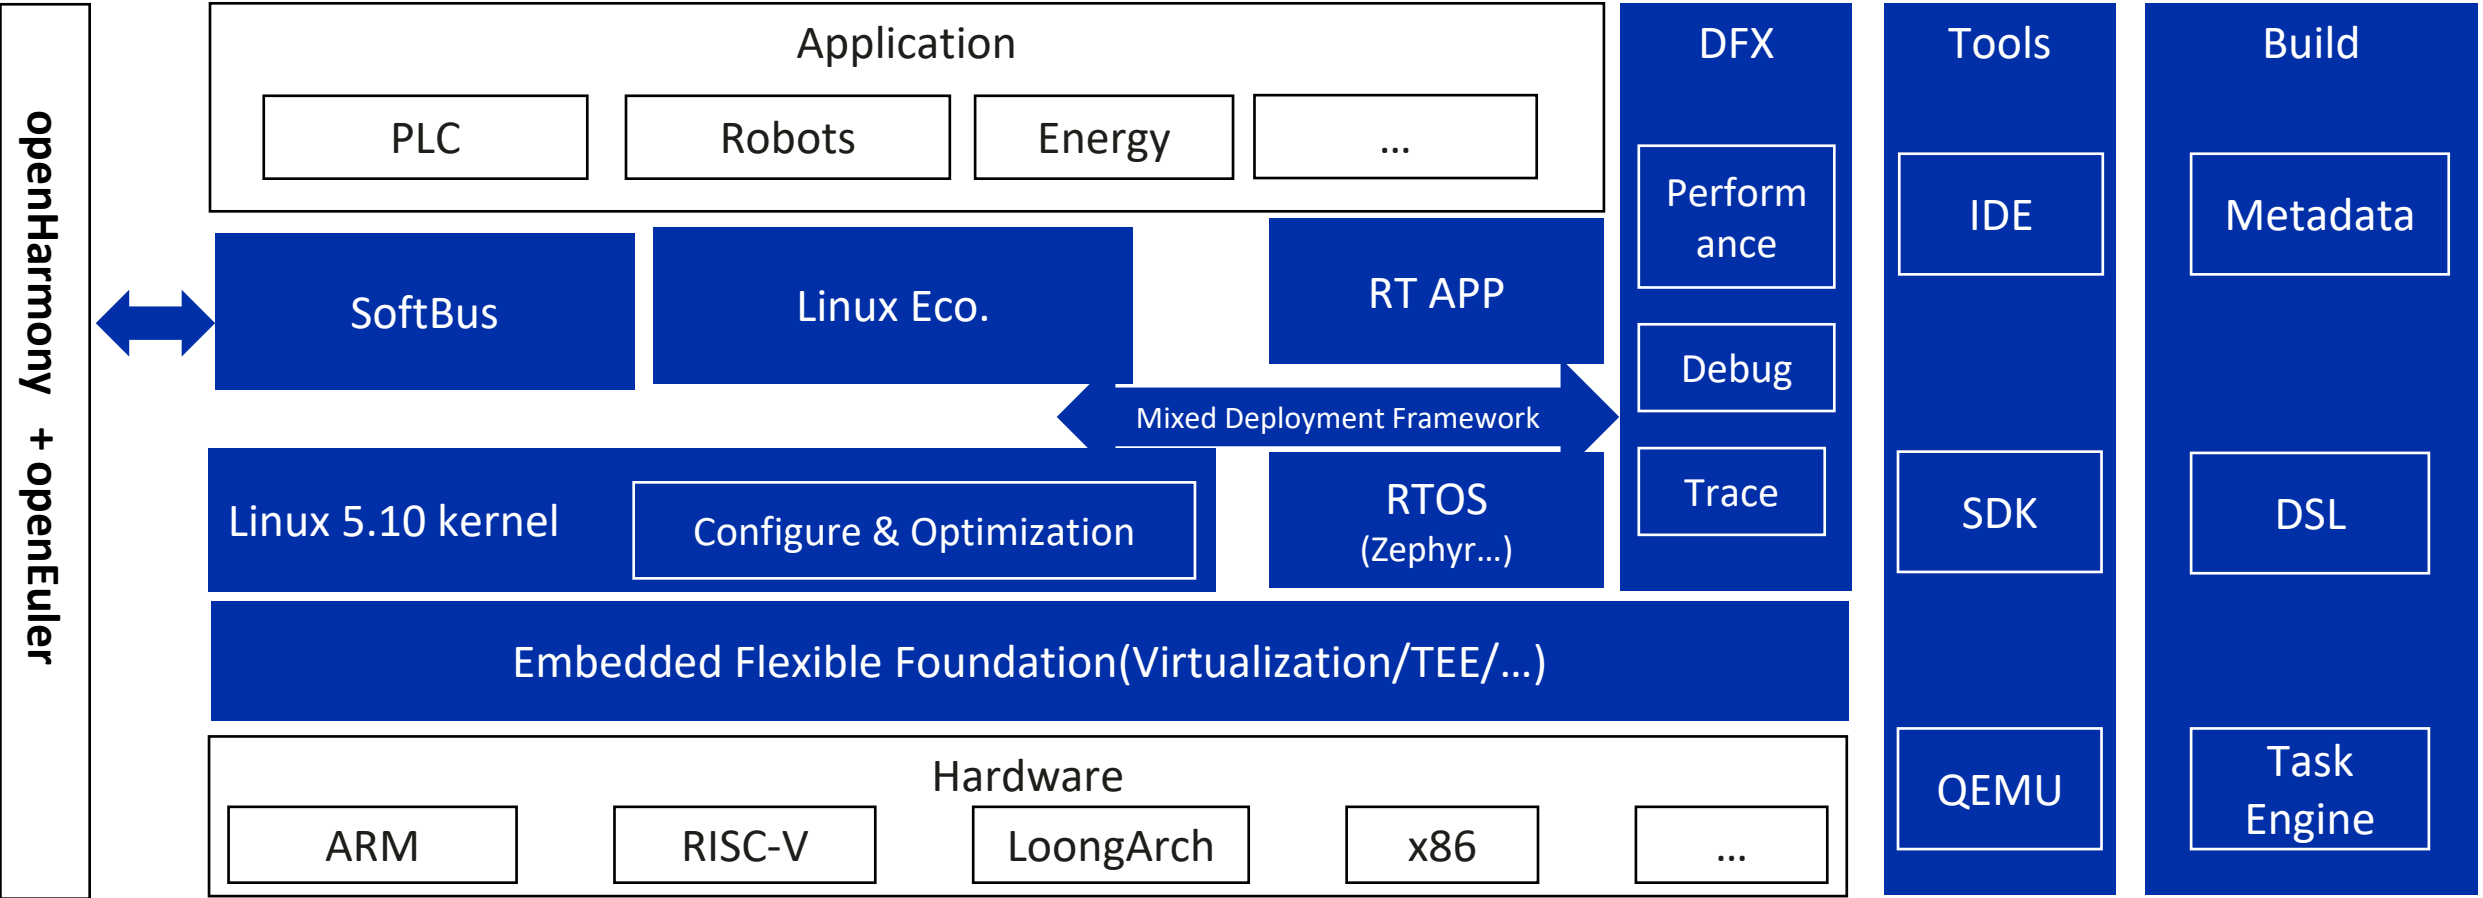 openHarmony + openEuler
Application
PLC
Robots
Energy
...
SoftBus
Linux Eco.
RT APP
Mixed Deployment Framework
Linux 5.10 kernel
Configure & Optimization
RTOS
(Zephyr...)
Embedded Flexible Foundation(Virtualization/TEE/...)
Hardware
ARM
RISC-V
LoongArch
x86
...
DFX
Perform
ance
Debug
Trace
Tools
IDE
SDK
QEMU
Build
Metadata
DSL
Task
Engine